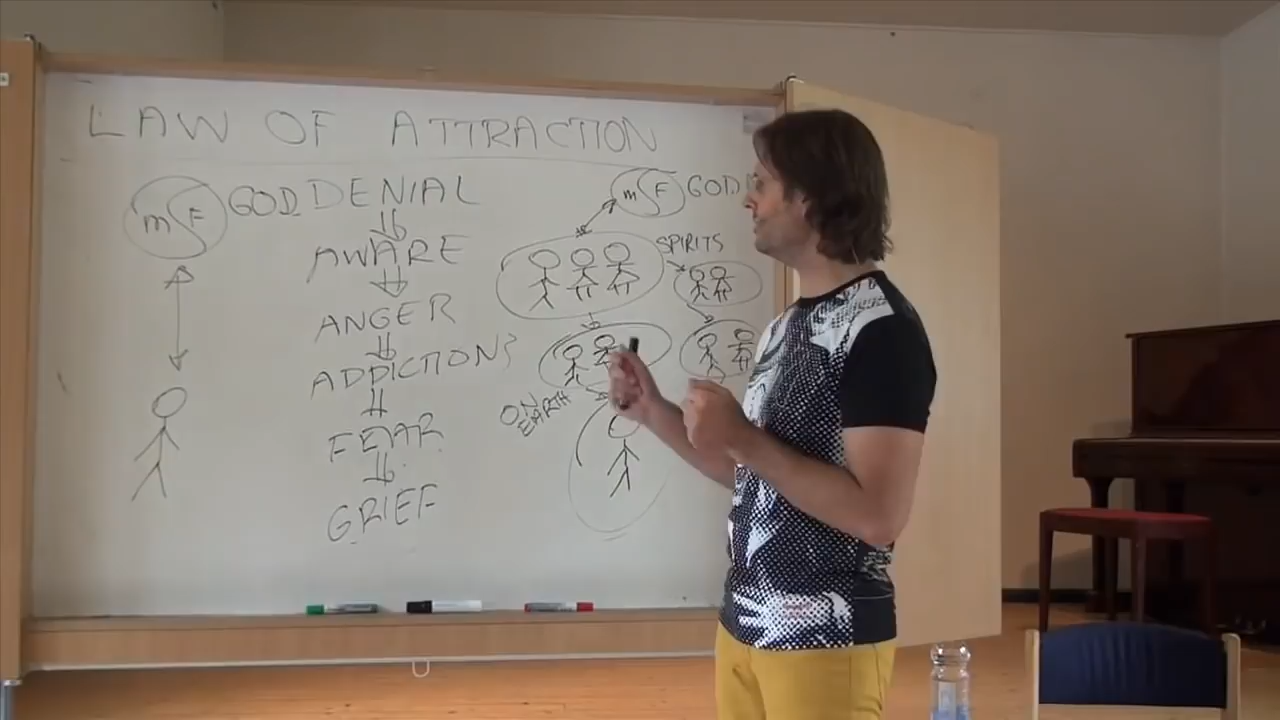 LAW OF ATTRACTION
m F GOD
DENIAL
AWARE
ANGER
ADDICTIONS
FEAR
GRIEF
m F GOD
SPIRITS
ON
EARTH